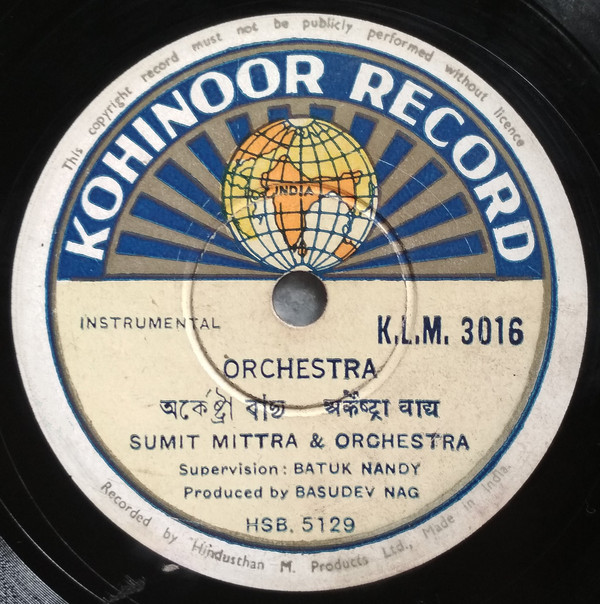 This copyright record must not be publicly performed without licence
KOHINOOR RECORD
INDIA
INSTRUMENTAL
K.L.M. 3016
ORCHESTRA
অর্কেষ্ট্রা বাদ্য अर्केष्ट्रा वाद्य
SUMIT MITTRA & ORCHESTRA
Supervision: BATUK NANDY
Produced by BASUDEV NAG
HSB. 5129
Recorded by Hindusthan M. Products Ltd., Made in India.